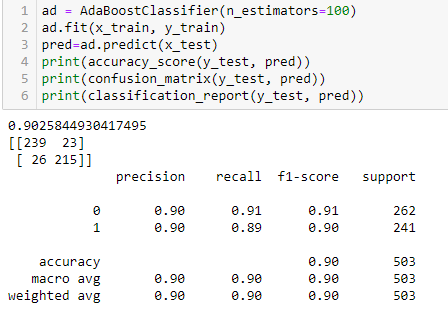 1 ad = AdaBoostClassifier(n_estimators=100)
2 ad.fit(x_train, y_train)
3 pred=ad.predict(x_test)
4 print(accuracy_score(y_test, pred))
5 print(confusion_matrix(y_test, pred))
6 print(classification_report(y_test, pred))
0.9025844930417495
[[239 23]
[ 26 215]]
precision recall f1-score support
0 0.90 0.91 0.91 262
1 0.90 0.89 0.90 241
accuracy 0.90 503
macro avg 0.90 0.90 0.90 503
weighted avg 0.90 0.90 0.90 503